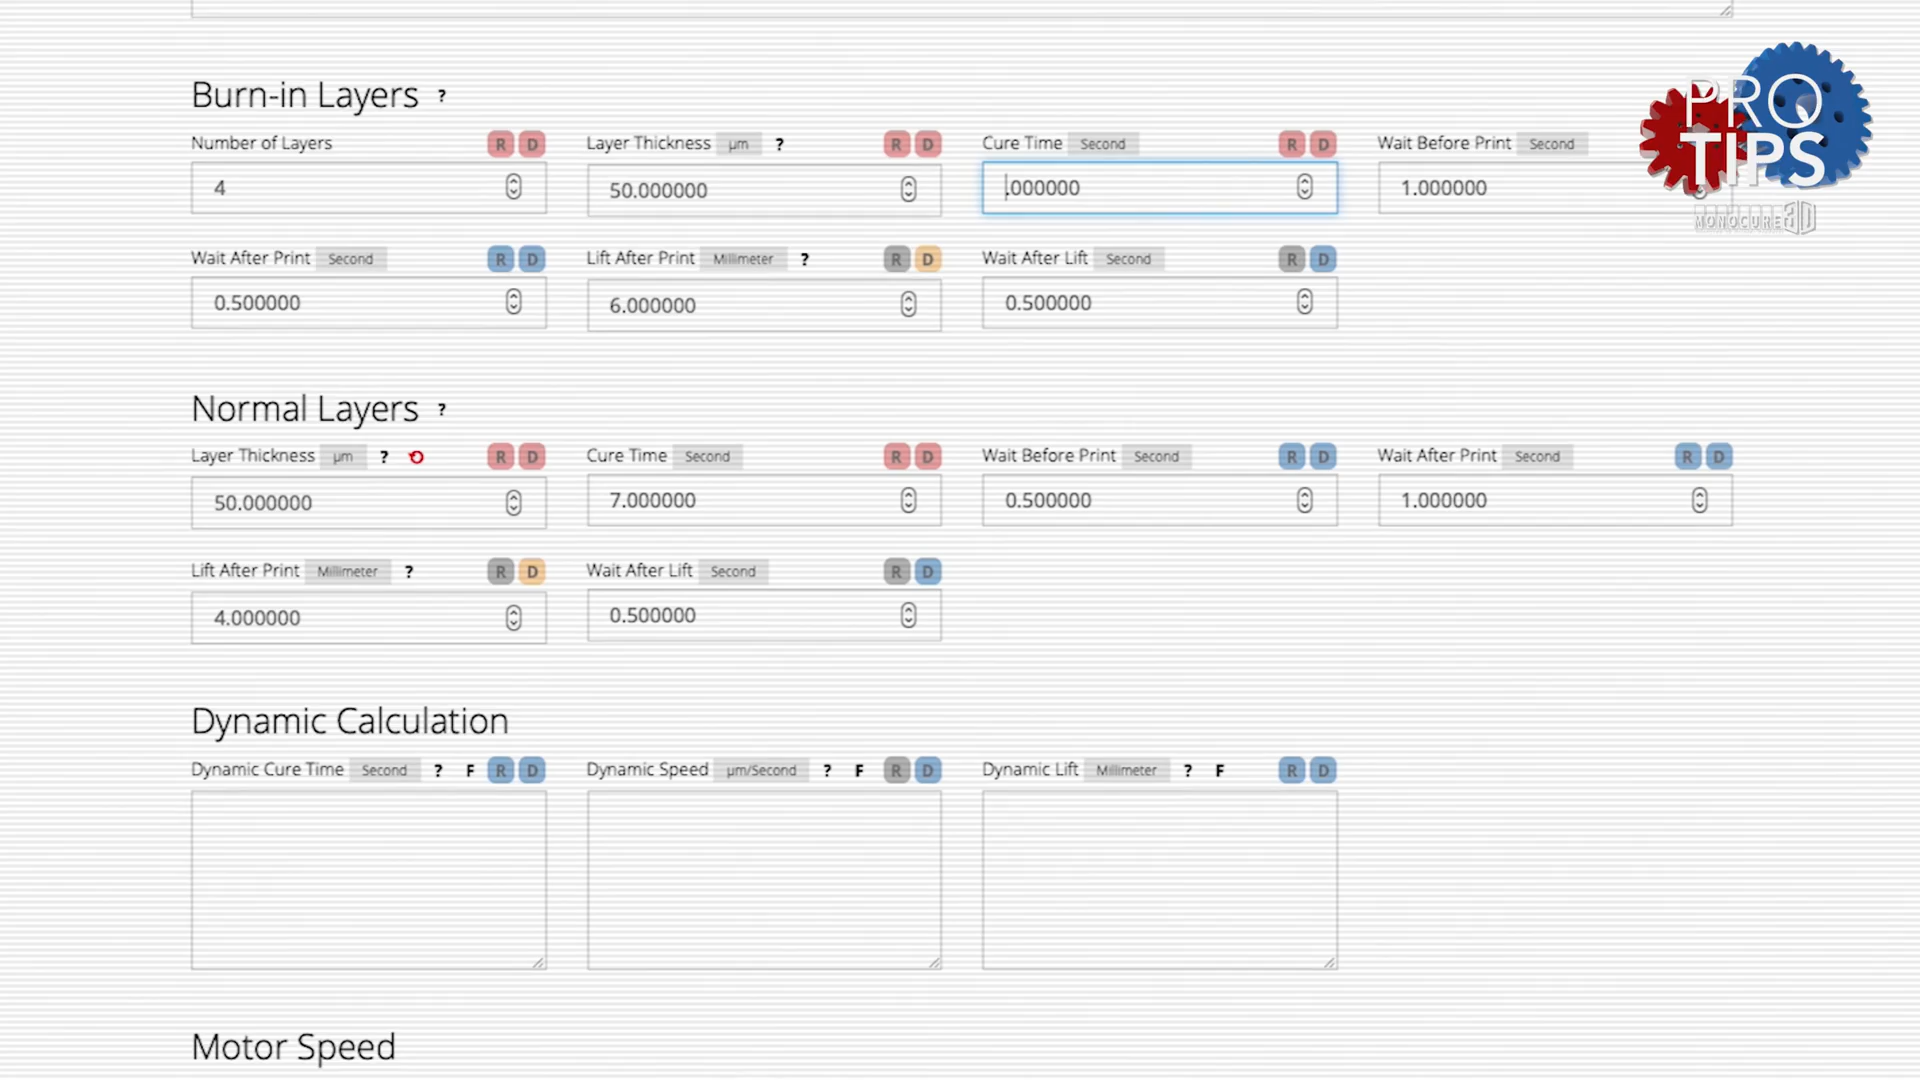 Burn-in Layers ?
Number of Layers R D
4
Layer Thickness µm ? R D
50.000000
Cure Time Second R D
.000000
Wait Before Print Second
1.000000
PRO
TIPS
MONOCURE 3D
Wait After Print Second R D
0.500000
Lift After Print Millimeter ? R D
6.000000
Wait After Lift Second R D
0.500000
Normal Layers ?
Layer Thickness µm ? R D
50.000000
Cure Time Second R D
7.000000
Wait Before Print Second R D
0.500000
Wait After Print Second R D
1.000000
Lift After Print Millimeter ? R D
4.000000
Wait After Lift Second R D
0.500000
Dynamic Calculation
Dynamic Cure Time Second ? F R D
Dynamic Speed µm/Second ? F R D
Dynamic Lift Millimeter ? F R D
Motor Speed